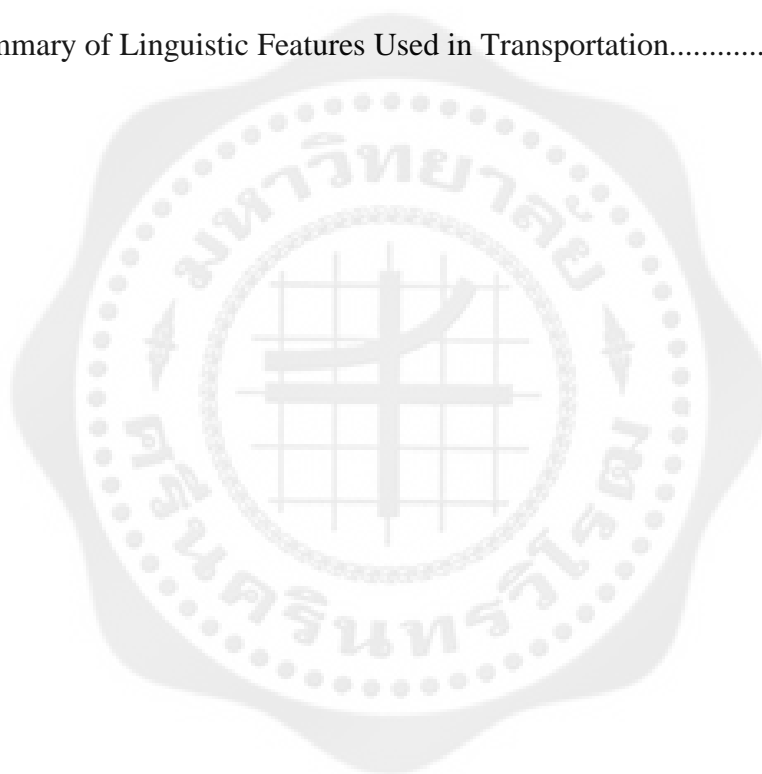 mmary of Linguistic Features Used in Transportation.............
มหาวิทยาลัย
ศรีนครินทรวิโรฒ